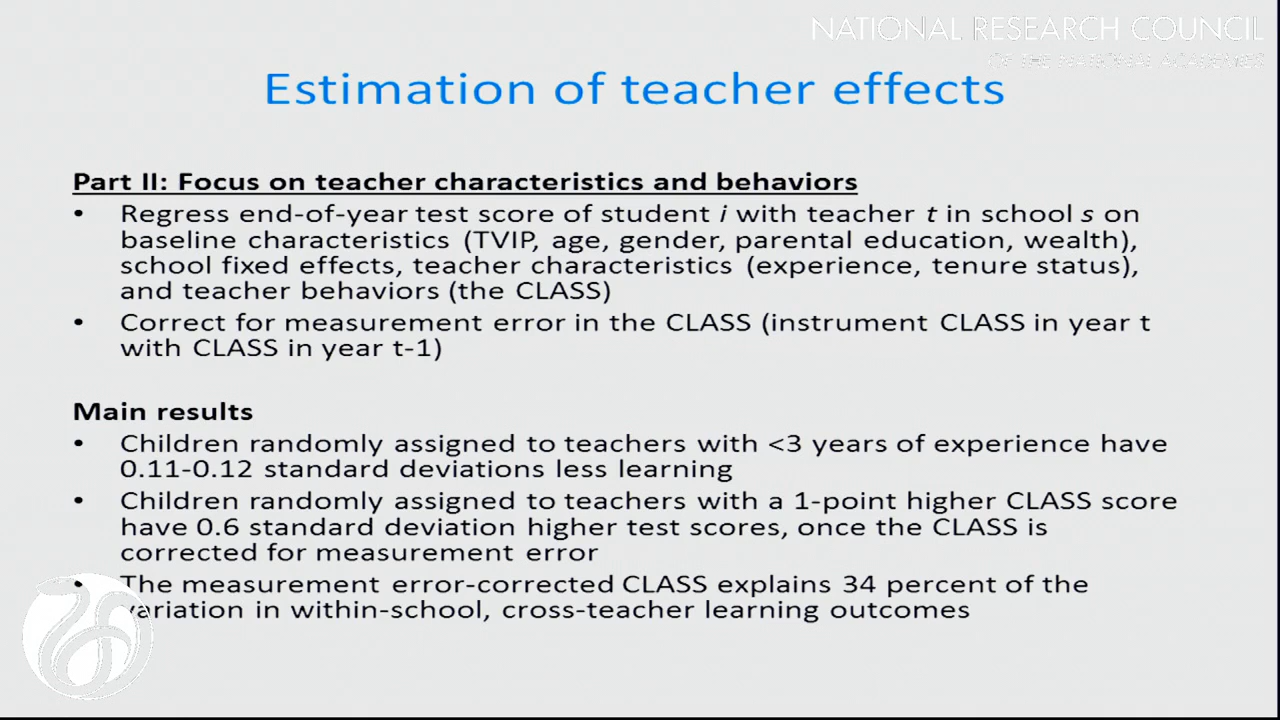 NATIONAL RESEARCH COUNCIL
OF THE NATIONAL ACADEMIES
Estimation of teacher effects
Part II: Focus on teacher characteristics and behaviors
• Regress end-of-year test score of student i with teacher t in school s on
baseline characteristics (TVIP, age, gender, parental education, wealth),
school fixed effects, teacher characteristics (experience, tenure status),
and teacher behaviors (the CLASS)
• Correct for measurement error in the CLASS (instrument CLASS in year t
with CLASS in year t-1)
Main results
• Children randomly assigned to teachers with <3 years of experience have
0.11-0.12 standard deviations less learning
• Children randomly assigned to teachers with a 1-point higher CLASS score
have 0.6 standard deviation higher test scores, once the CLASS is
corrected for measurement error
• The measurement error-corrected CLASS explains 34 percent of the
variation in within-school, cross-teacher learning outcomes